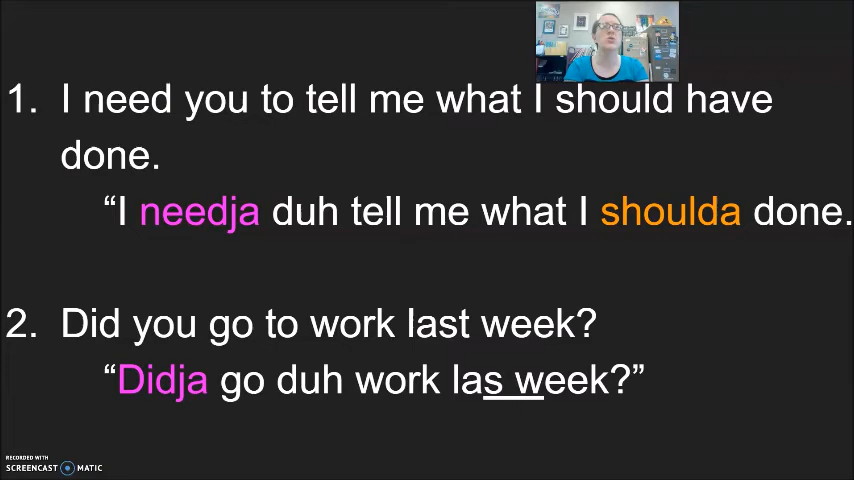 1. I need you to tell me what I should have
done.
“I needja duh tell me what I shoulda done.
2. Did you go to work last week?
“Didja go duh work las week?”
RECORDED WITH
SCREENCAST MATIC